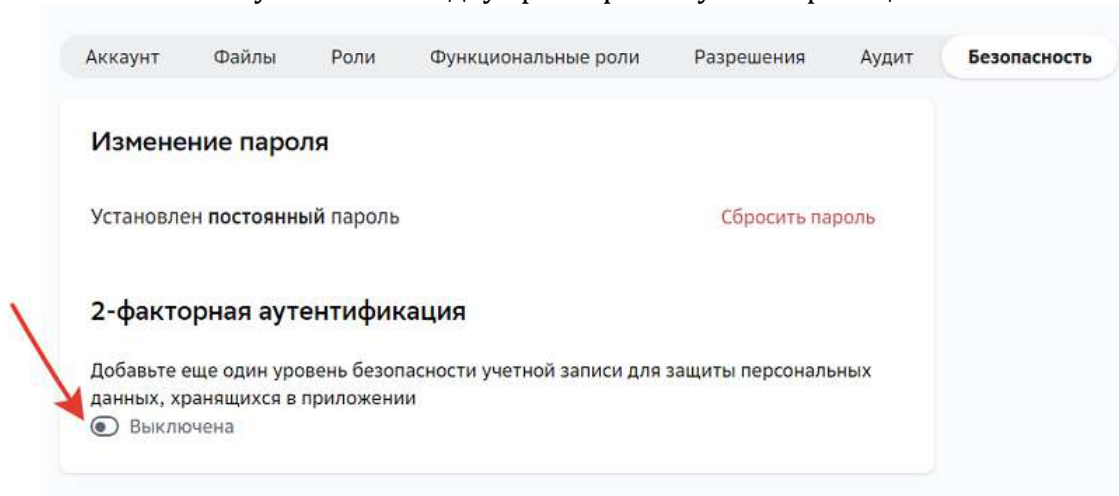 Аккаунт Файлы Роли Функциональные роли Разрешения Аудит Безопасность
Изменение пароля
Установлен постоянный пароль Сбросить пароль
2-факторная аутентификация
Добавьте еще один уровень безопасности учетной записи для защиты персональных
данных, хранящихся в приложении
Выключена